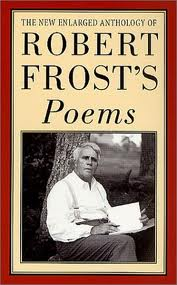 THE NEW ENLARGED ANTHOLOGY OF
ROBERT
FROST'S
Poems